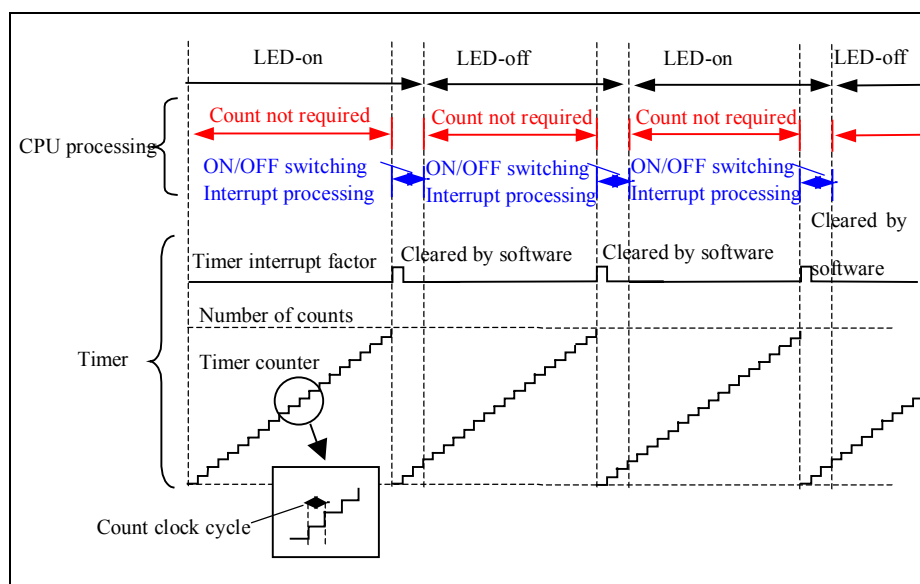 LED-on
LED-off
LED-on
LED-off
Count not required
Count not required
Count not required
CPU processing
ON/OFF switching
Interrupt processing
ON/OFF switching
Interrupt processing
ON/OFF switching
Interrupt processing
Cleared by
software
Timer interrupt factor
Cleared by software
Cleared by software
Number of counts
Timer
Timer counter
Count clock cycle